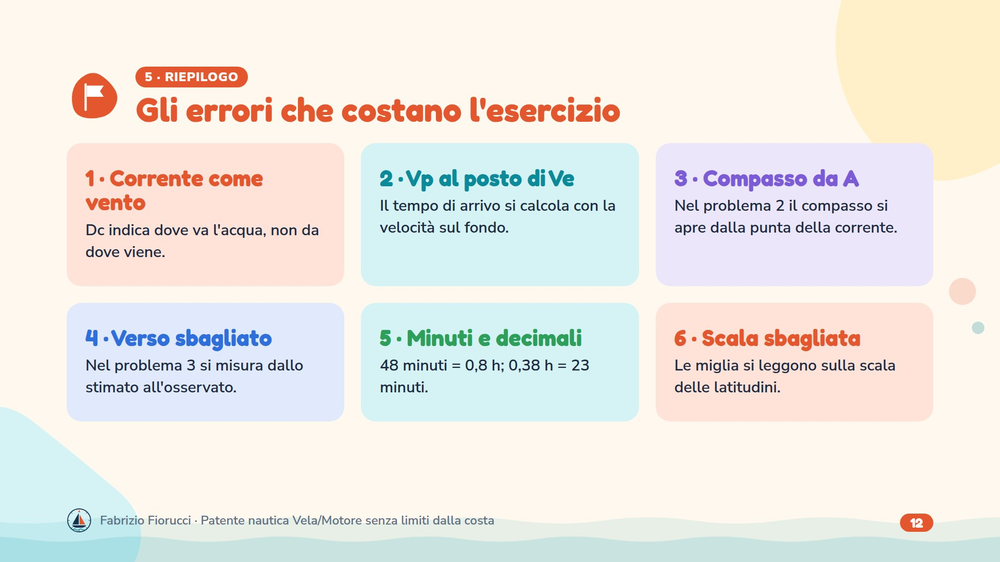 5 · RIEPILOGO
Gli errori che costano l'esercizio
1 · Corrente come
vento
Dc indica dove va l'acqua, non da
dove viene.
2 · Vp al posto di Ve
Il tempo di arrivo si calcola con la
velocità sul fondo.
3 · Compasso da A
Nel problema 2 il compasso si
apre dalla punta della corrente.
4 · Verso sbagliato
Nel problema 3 si misura dallo
stimato all'osservato.
5 · Minuti e decimali
48 minuti = 0,8 h; 0,38 h = 23
minuti.
6 · Scala sbagliata
Le miglia si leggono sulla scala
delle latitudini.
Fabrizio Fiorucci · Patente nautica Vela/Motore senza limiti dalla costa
12